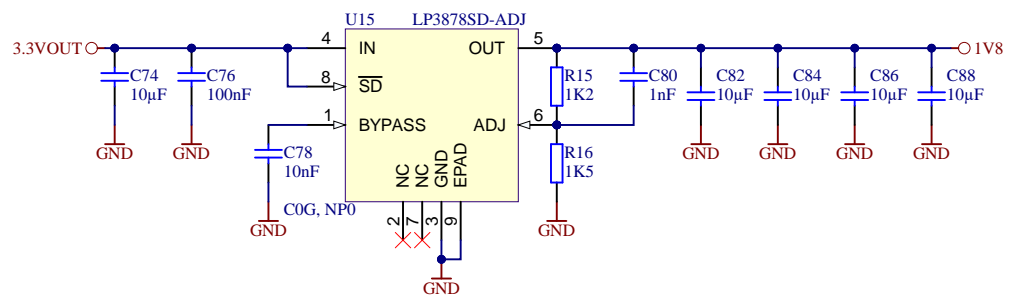 U15 LP3878SD-ADJ
3.3VOUT 4 IN OUT 5 1V8
C74
10µF
C76
100nF
8 SD
R15
1K2
C80
1nF
C82
10µF
C84
10µF
C86
10µF
C88
10µF
1 BYPASS ADJ 6
GND GND
C78
10nF
R16
1K5
GND GND GND GND
NC NC GND EPAD
C0G, NP0
2 7 3 9
GND GND
GND